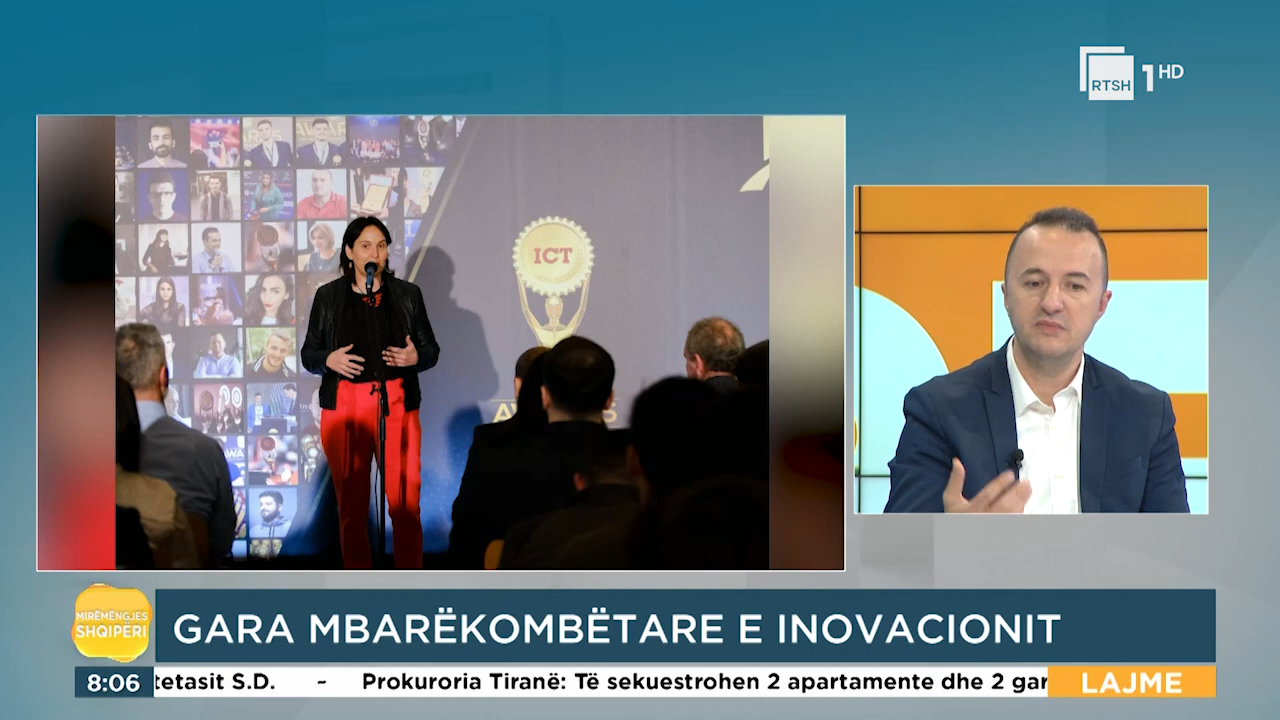 RTSH 1 HD
ICT
MIRËMËNGJES
SHQIPËRI
GARA MBARËKOMBËTARE E INOVACIONIT
8:06
tetasit S.D. - Prokuroria Tiranë: Të sekuestrohen 2 apartamente dhe 2 gar
LAJME